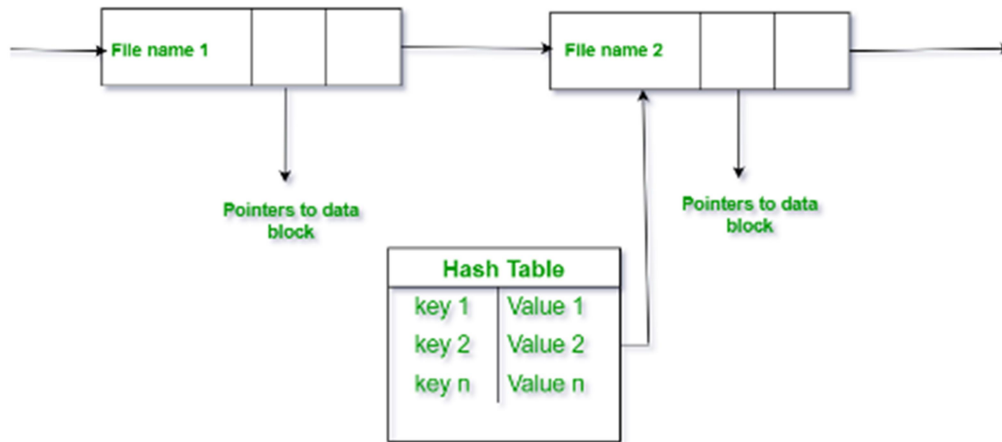 File name 1
File name 2
Pointers to data
block
Pointers to data
block
Hash Table
key 1 Value 1
key 2 Value 2
key n Value n